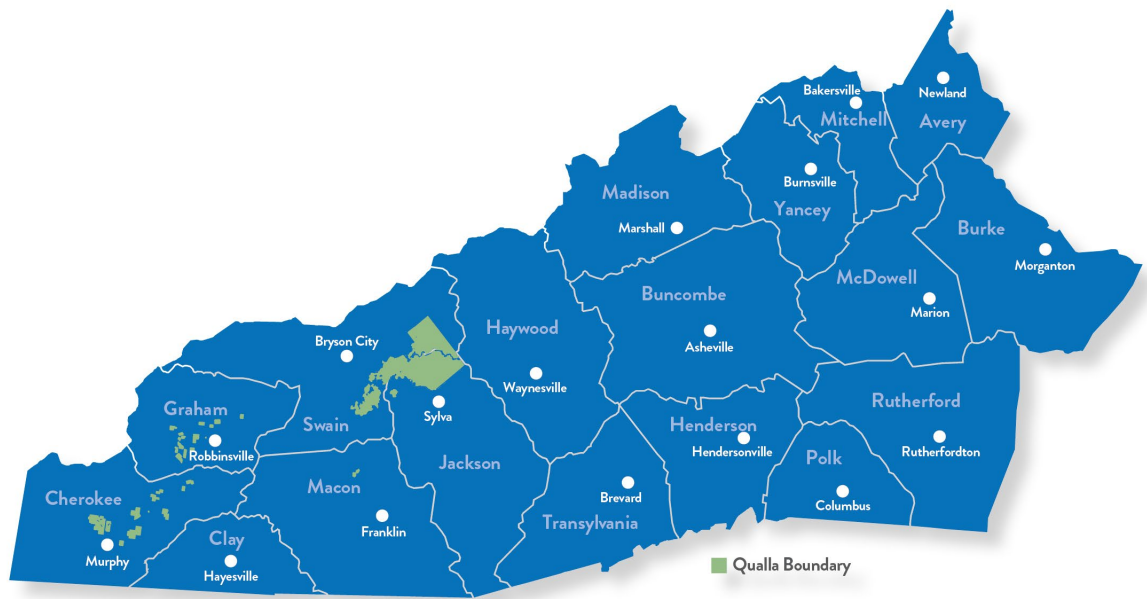 Newland
Bakersville
Mitchell
Avery
Burnsville
Madison
Yancey
Marshall
Burke
Morganton
McDowell
Buncombe
Marion
Haywood
Asheville
Bryson City
Waynesville
Rutherford
Sylva
Graham
Swain
Henderson
Robbinsville
Hendersonville
Rutherfordton
Polk
Jackson
Macon
Brevard
Columbus
Cherokee
Franklin
Transylvania
Clay
Murphy
Qualla Boundary
Hayesville